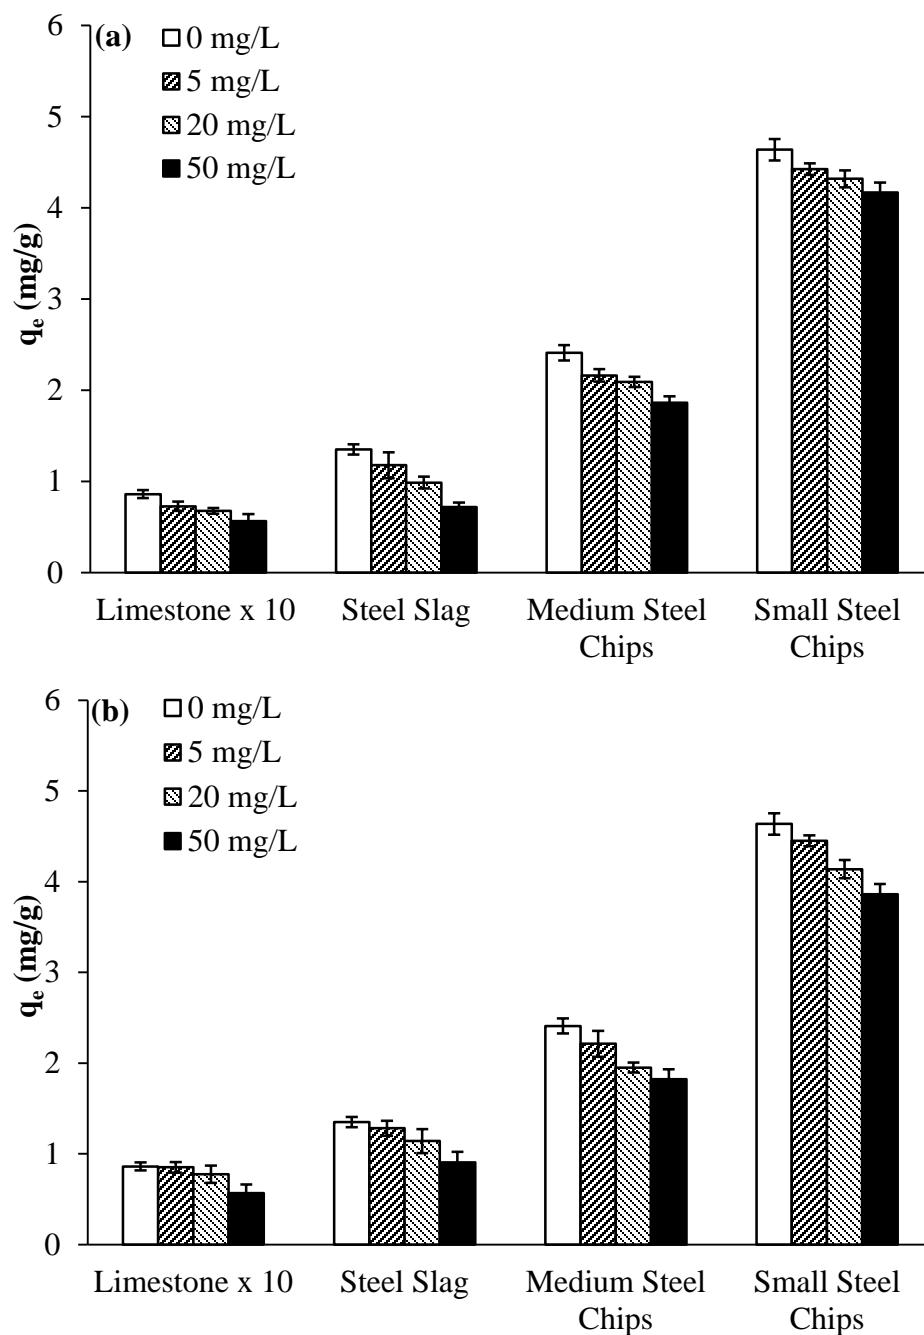 (a)
0 mg/L
5 mg/L
20 mg/L
50 mg/L
6
5
4
3
2
1
0
qe (mg/g)
Limestone x 10
Steel Slag
Medium Steel
Chips
Small Steel
Chips
(b)
0 mg/L
5 mg/L
20 mg/L
50 mg/L
6
5
4
3
2
1
0
qe (mg/g)
Limestone x 10
Steel Slag
Medium Steel
Chips
Small Steel
Chips